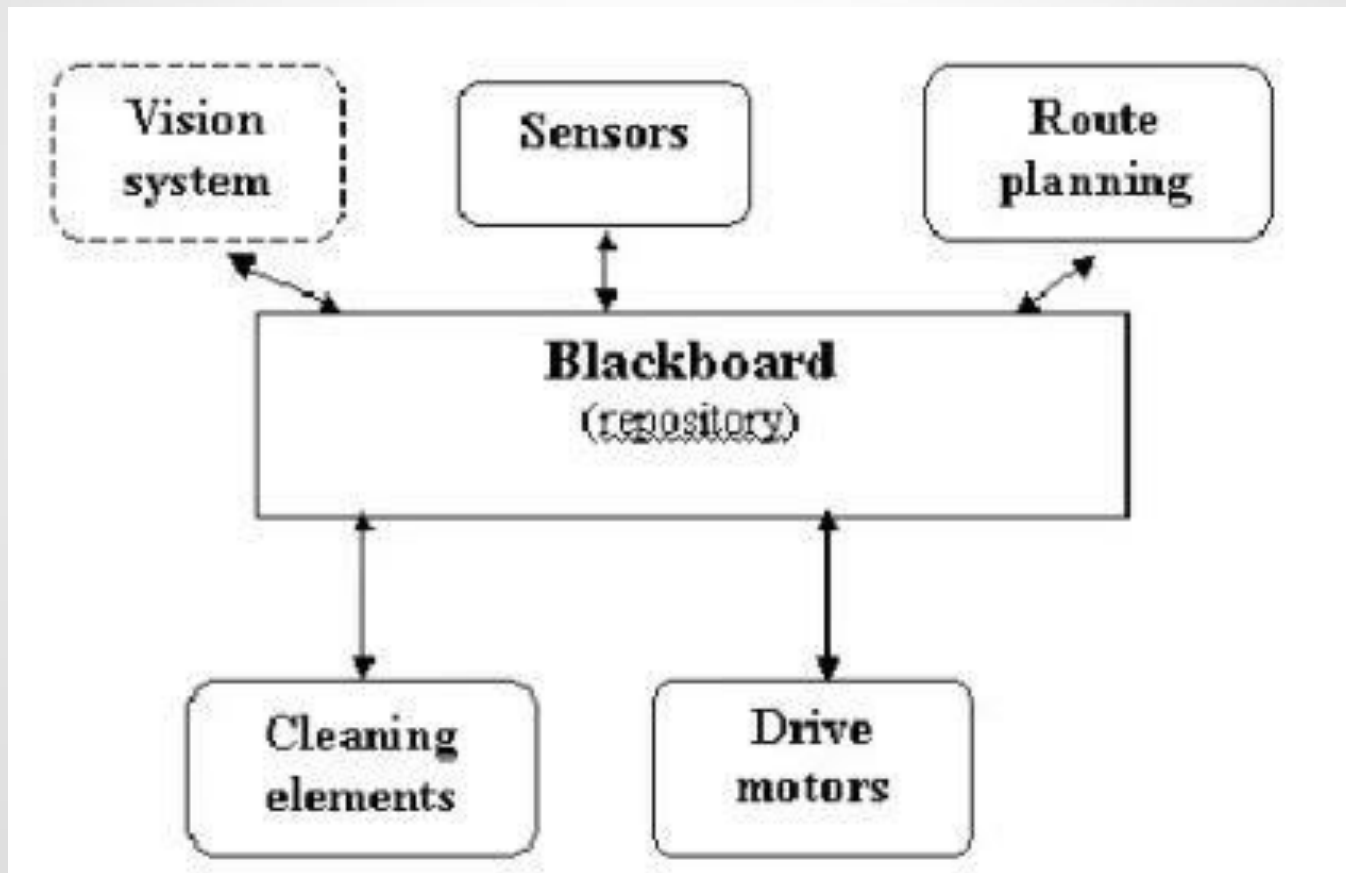 Vision
system
Sensors
Route
planning
Blackboard
(repository)
Cleaning
elements
Drive
motors